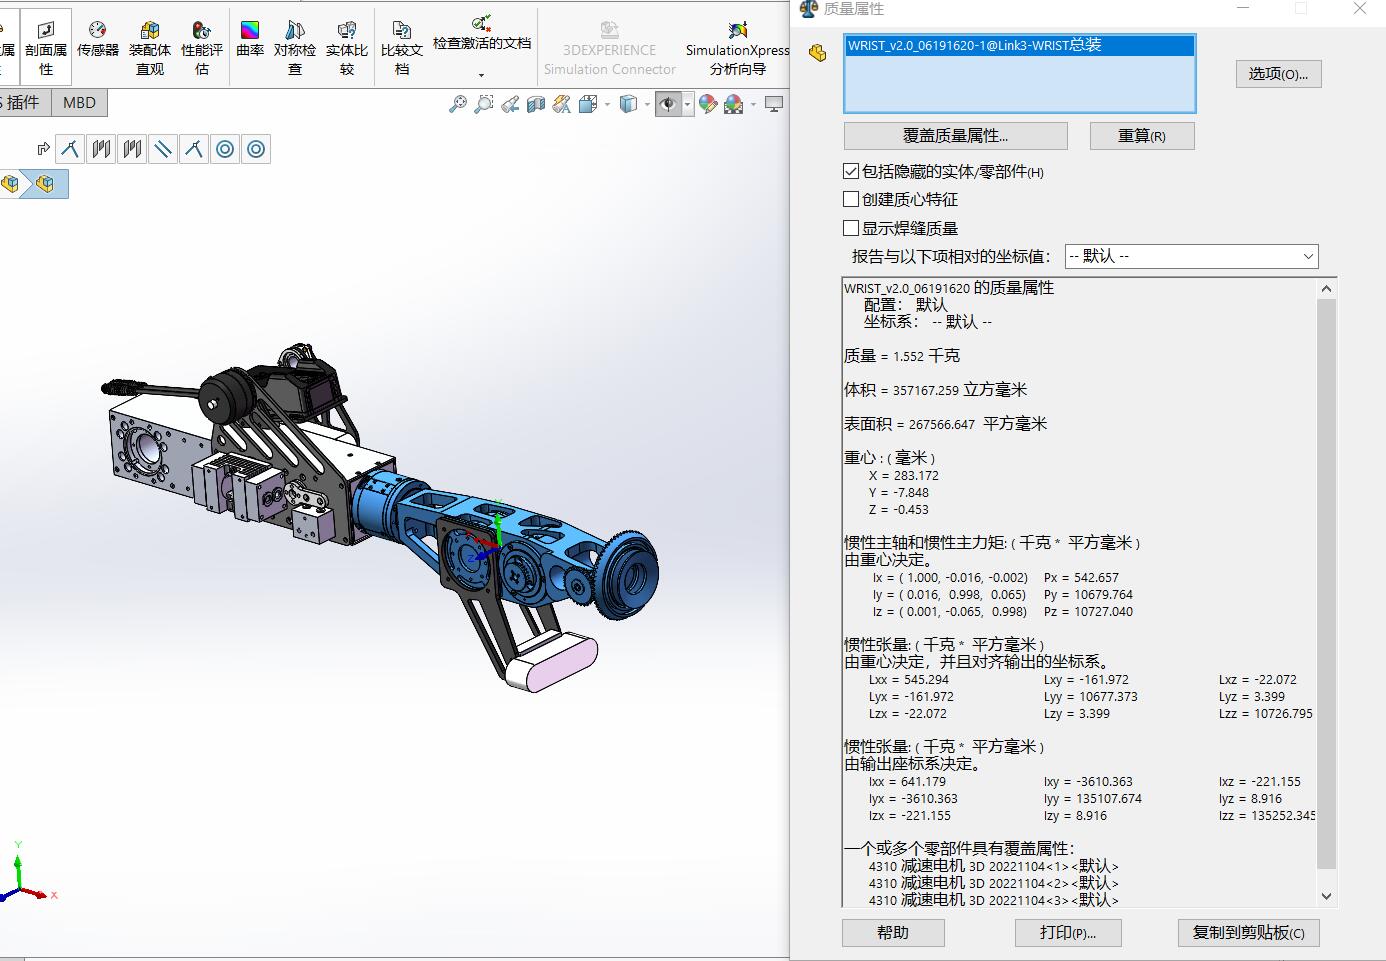 质量属性
剖面属性
传感器
装配体直观
性能评估
曲率
对称检查
实体比较
比较文档
检查激活的文档
3DEXPERIENCE
Simulation Connector
SimulationXpress
分析向导
插件
MBD
WRIST_v2.0_06191620-1@Link3-WRIST总装
选项(O)...
覆盖质量属性...
重算(R)
包括隐藏的实体/零部件(H)
创建质心特征
显示焊缝质量
报告与以下项相对的坐标值: -- 默认 --
WRIST_v2.0_06191620 的质量属性
配置: 默认
坐标系: -- 默认 --
质量 = 1.552 千克
体积 = 357167.259 立方毫米
表面积 = 267566.647 平方毫米
重心 : ( 毫米 )
X = 283.172
Y = -7.848
Z = -0.453
惯性主轴和惯性主力矩: ( 千克 * 平方毫米 )
由重心决定。
Ix = ( 1.000, -0.016, -0.002) Px = 542.657
Iy = ( 0.016, 0.998, 0.065) Py = 10679.764
Iz = ( 0.001, -0.065, 0.998) Pz = 10727.040
惯性张量: ( 千克 * 平方毫米 )
由重心决定，并且对齐输出的坐标系。
Lxx = 545.294 Lxy = -161.972 Lxz = -22.072
Lyx = -161.972 Lyy = 10677.373 Lyz = 3.399
Lzx = -22.072 Lzy = 3.399 Lzz = 10726.795
惯性张量: ( 千克 * 平方毫米 )
由输出座标系决定。
Ixx = 641.179 Ixy = -3610.363 Ixz = -221.155
Iyx = -3610.363 Iyy = 135107.674 Iyz = 8.916
Izx = -221.155 Izy = 8.916 Izz = 135252.345
一个或多个零部件具有覆盖属性:
4310 减速电机 3D 20221104<1><默认>
4310 减速电机 3D 20221104<2><默认>
4310 减速电机 3D 20221104<3><默认>
帮助
打印(P)...
复制到剪贴板(C)
Y
X
Z